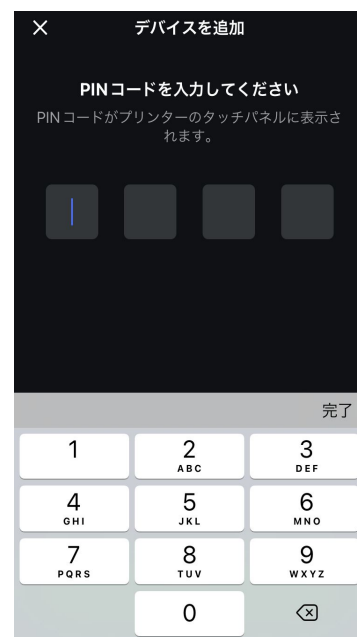 デバイスを追加
PINコードを入力してください
PINコードがプリンターのタッチパネルに表示さ
れます。
完了
1
2
ABC
3
DEF
4
GHI
5
JKL
6
MNO
7
PQRS
8
TUV
9
WXYZ
0